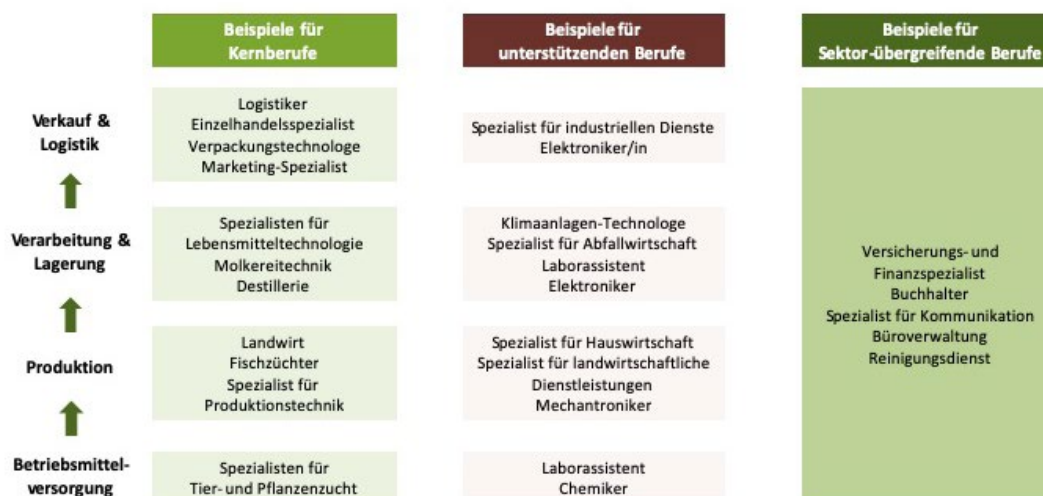 Beispiele für
Kernberufe
Beispiele für
unterstützenden Berufe
Beispiele für
Sektor-übergreifende Berufe
Verkauf &
Logistik
Logistiker
Einzelhandelsspezialist
Verpackungstechnologe
Marketing-Spezialist
Spezialist für industriellen Dienste
Elektroniker/in
Verarbeitung &
Lagerung
Spezialisten für
Lebensmitteltechnologie
Molkereitechnik
Destillerie
Klimaanlagen-Technologe
Spezialist für Abfallwirtschaft
Laborassistent
Elektroniker
Produktion
Landwirt
Fischzüchter
Spezialist für
Produktionstechnik
Spezialist für Hauswirtschaft
Spezialist für landwirtschaftliche
Dienstleistungen
Mechantroniker
Betriebsmittel-
versorgung
Spezialisten für
Tier- und Pflanzenzucht
Laborassistent
Chemiker
Versicherungs- und
Finanzspezialist
Buchhalter
Spezialist für Kommunikation
Büroverwaltung
Reinigungsdienst